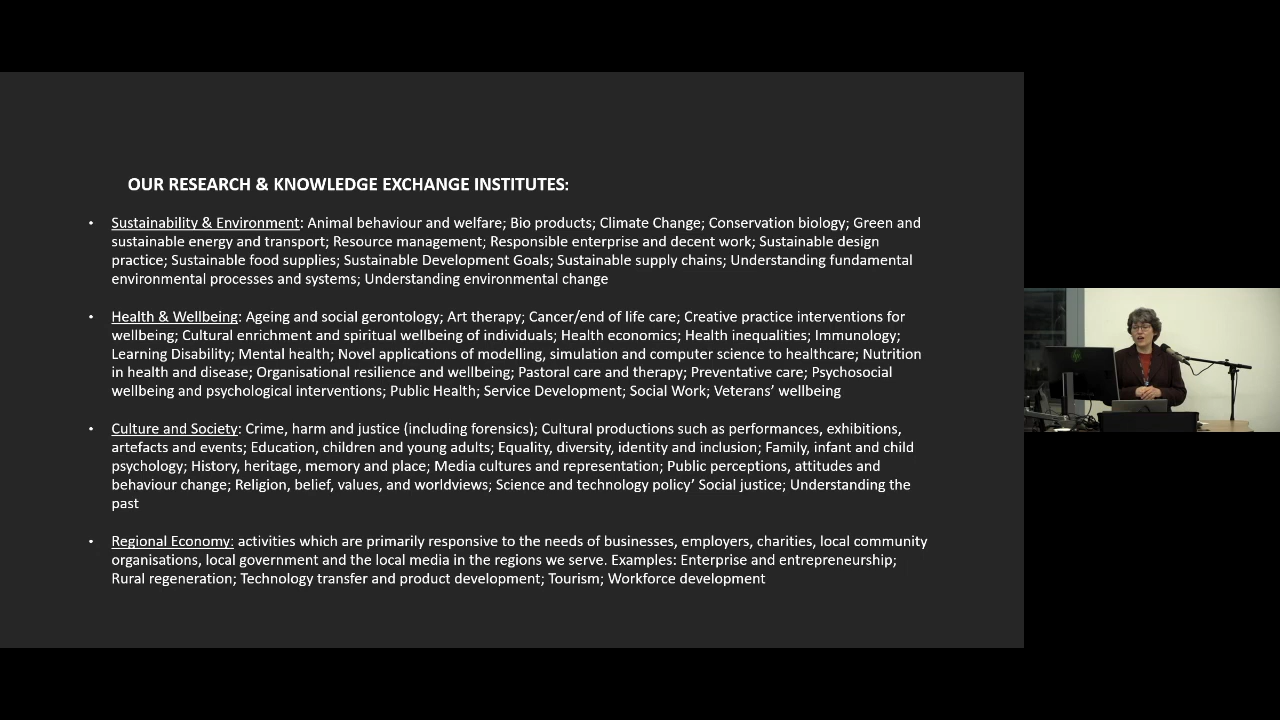 OUR RESEARCH & KNOWLEDGE EXCHANGE INSTITUTES:
• Sustainability & Environment: Animal behaviour and welfare; Bio products; Climate Change; Conservation biology; Green and
sustainable energy and transport; Resource management; Responsible enterprise and decent work; Sustainable design
practice; Sustainable food supplies; Sustainable Development Goals; Sustainable supply chains; Understanding fundamental
environmental processes and systems; Understanding environmental change
• Health & Wellbeing: Ageing and social gerontology; Art therapy; Cancer/end of life care; Creative practice interventions for
wellbeing; Cultural enrichment and spiritual wellbeing of individuals; Health economics; Health inequalities; Immunology;
Learning Disability; Mental health; Novel applications of modelling, simulation and computer science to healthcare; Nutrition
in health and disease; Organisational resilience and wellbeing; Pastoral care and therapy; Preventative care; Psychosocial
wellbeing and psychological interventions; Public Health; Service Development; Social Work; Veterans’ wellbeing
• Culture and Society: Crime, harm and justice (including forensics); Cultural productions such as performances, exhibitions,
artefacts and events; Education, children and young adults; Equality, diversity, identity and inclusion; Family, infant and child
psychology; History, heritage, memory and place; Media cultures and representation; Public perceptions, attitudes and
behaviour change; Religion, belief, values, and worldviews; Science and technology policy’ Social justice; Understanding the
past
• Regional Economy: activities which are primarily responsive to the needs of businesses, employers, charities, local community
organisations, local government and the local media in the regions we serve. Examples: Enterprise and entrepreneurship;
Rural regeneration; Technology transfer and product development; Tourism; Workforce development